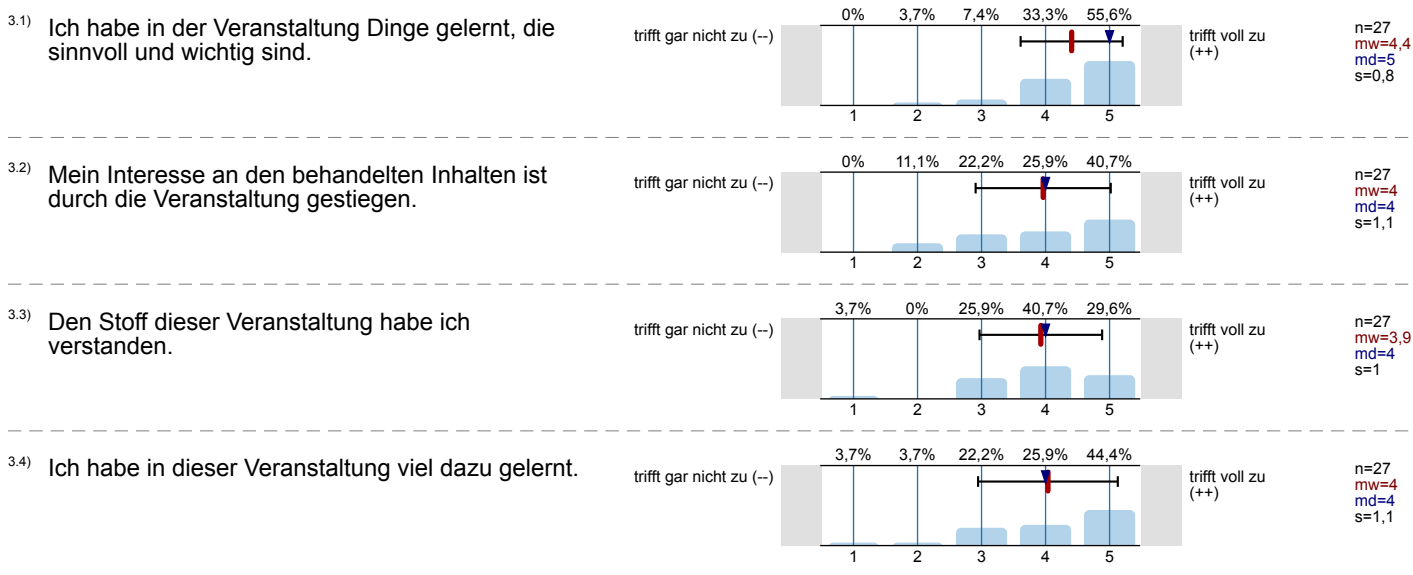 3.1) Ich habe in der Veranstaltung Dinge gelernt, die
sinnvoll und wichtig sind.
trifft gar nicht zu (--)
0% 3,7% 7,4% 33,3% 55,6%
1 2 3 4 5
trifft voll zu
(++)
n=27
mw=4,4
md=5
s=0,8
3.2) Mein Interesse an den behandelten Inhalten ist
durch die Veranstaltung gestiegen.
trifft gar nicht zu (--)
0% 11,1% 22,2% 25,9% 40,7%
1 2 3 4 5
trifft voll zu
(++)
n=27
mw=4
md=4
s=1,1
3.3) Den Stoff dieser Veranstaltung habe ich
verstanden.
trifft gar nicht zu (--)
3,7% 0% 25,9% 40,7% 29,6%
1 2 3 4 5
trifft voll zu
(++)
n=27
mw=3,9
md=4
s=1
3.4) Ich habe in dieser Veranstaltung viel dazu gelernt.
trifft gar nicht zu (--)
3,7% 3,7% 22,2% 25,9% 44,4%
1 2 3 4 5
trifft voll zu
(++)
n=27
mw=4
md=4
s=1,1